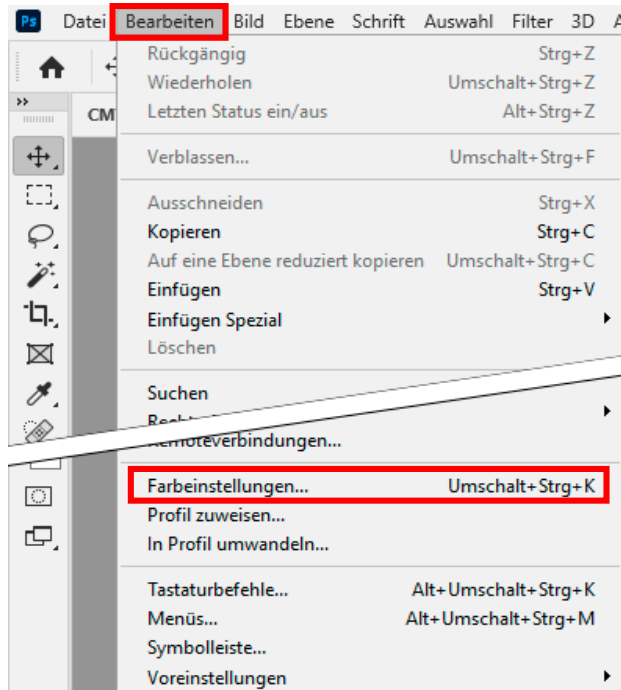 Ps Datei Bearbeiten Bild Ebene Schrift Auswahl Filter 3D
Rückgängig Strg+Z
Wiederholen Umschalt+Strg+Z
Letzten Status ein/aus Alt+Strg+Z
CM
Verblassen... Umschalt+Strg+F
Ausschneiden Strg+X
Kopieren Strg+C
Auf eine Ebene reduziert kopieren Umschalt+Strg+C
Einfügen Strg+V
Einfügen Spezial
Löschen
Suchen
Remoteverbindungen...
Farbeinstellungen... Umschalt+Strg+K
Profil zuweisen...
In Profil umwandeln...
Tastaturbefehle... Alt+Umschalt+Strg+K
Menüs... Alt+Umschalt+Strg+M
Symbolleiste...
Voreinstellungen